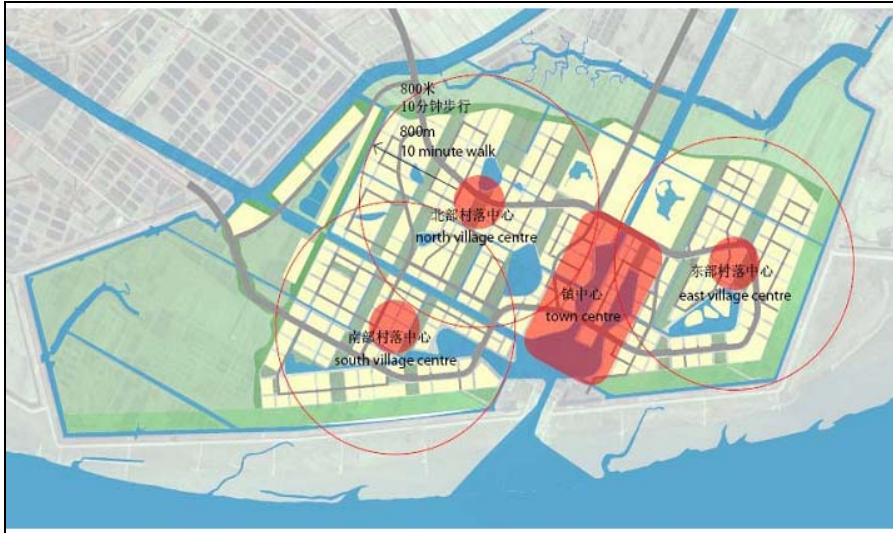 800米
10分钟步行
800m
10 minute walk
北部村落中心
north village centre
东部村落中心
east village centre
镇中心
town centre
南部村落中心
south village centre